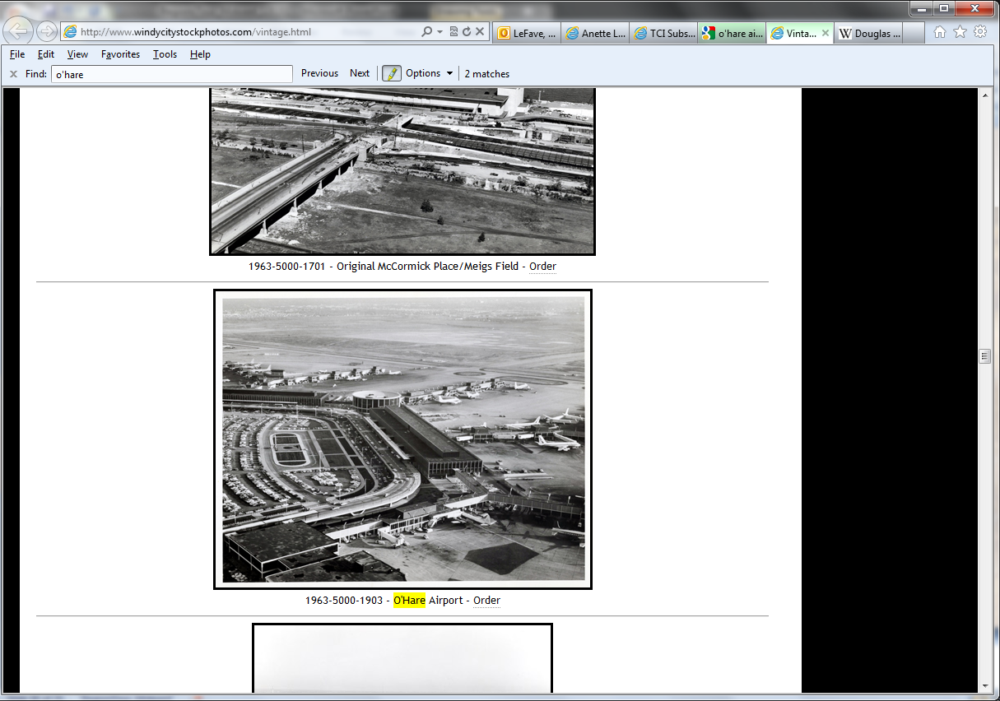 http://www.windycitystockphotos.com/vintage.html
LeFave, ...
Anette L...
TCI Subs...
o'hare ai...
Vinta...
W Douglas ...
File Edit View Favorites Tools Help
Find: o'hare Previous Next Options 2 matches
1963-5000-1701 - Original McCormick Place/Meigs Field - Order
1963-5000-1903 - O'Hare Airport - Order